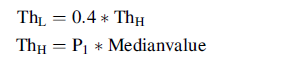 Th_L = 0.4 * Th_H
Th_H = P_1 * Medianvalue